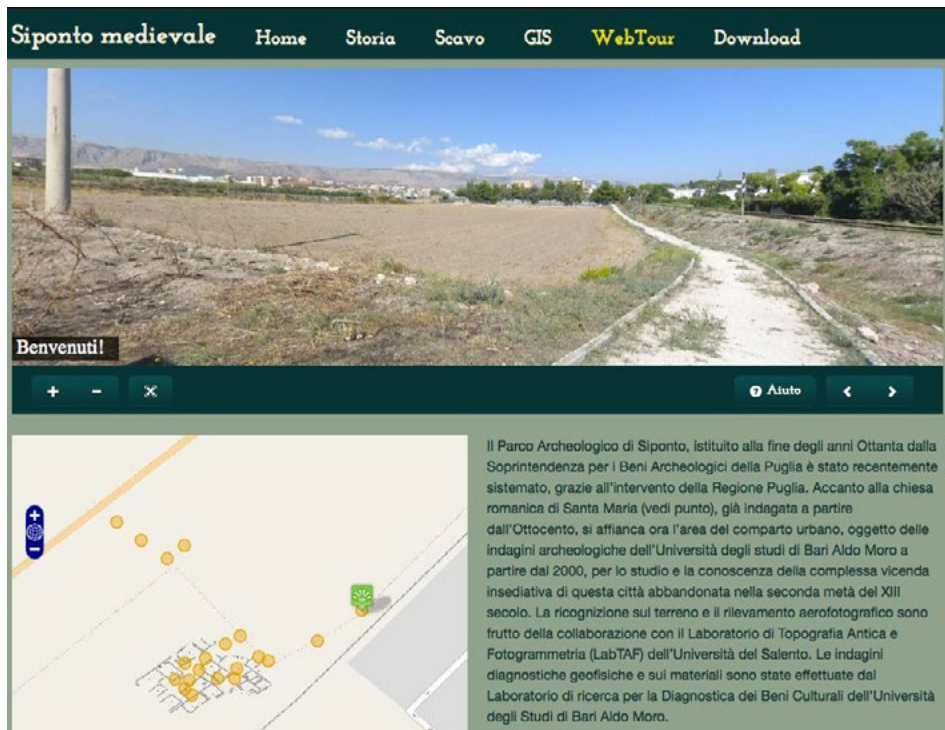 Siponto medievale Home Storia Scavo GIS WebTour Download
Benvenuti!
+ - Aiuto
Il Parco Archeologico di Siponto, istituito alla fine degli anni Ottanta dalla
Soprintendenza per i Beni Archeologici della Puglia è stato recentemente
sistemato, grazie all'intervento della Regione Puglia. Accanto alla chiesa
romanica di Santa Maria (vedi punto), già indagata a partire
dall'Ottocento, si affianca ora l'area del comparto urbano, oggetto delle
indagini archeologiche dell'Università degli studi di Bari Aldo Moro a
partire dal 2000, per lo studio e la conoscenza della complessa vicenda
insediativa di questa città abbandonata nella seconda metà del XIII
secolo. La ricognizione sul terreno e il rilevamento aerofotografico sono
frutto della collaborazione con il Laboratorio di Topografia Antica e
Fotogrammetria (LabTAF) dell'Università del Salento. Le indagini
diagnostiche geofisiche e sui materiali sono state effettuate dal
Laboratorio di ricerca per la Diagnostica dei Beni Culturali dell'Università
degli Studi di Bari Aldo Moro.